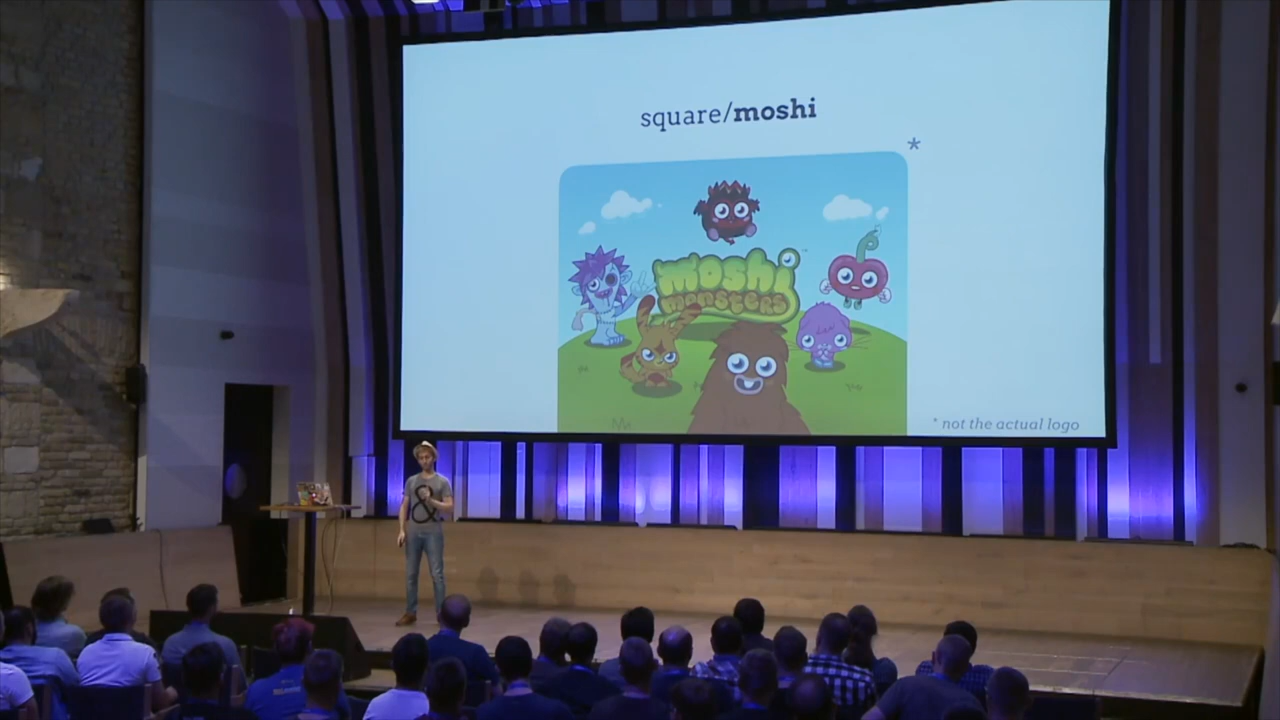 square/moshi
*
moshi
monsters
* not the actual logo
&